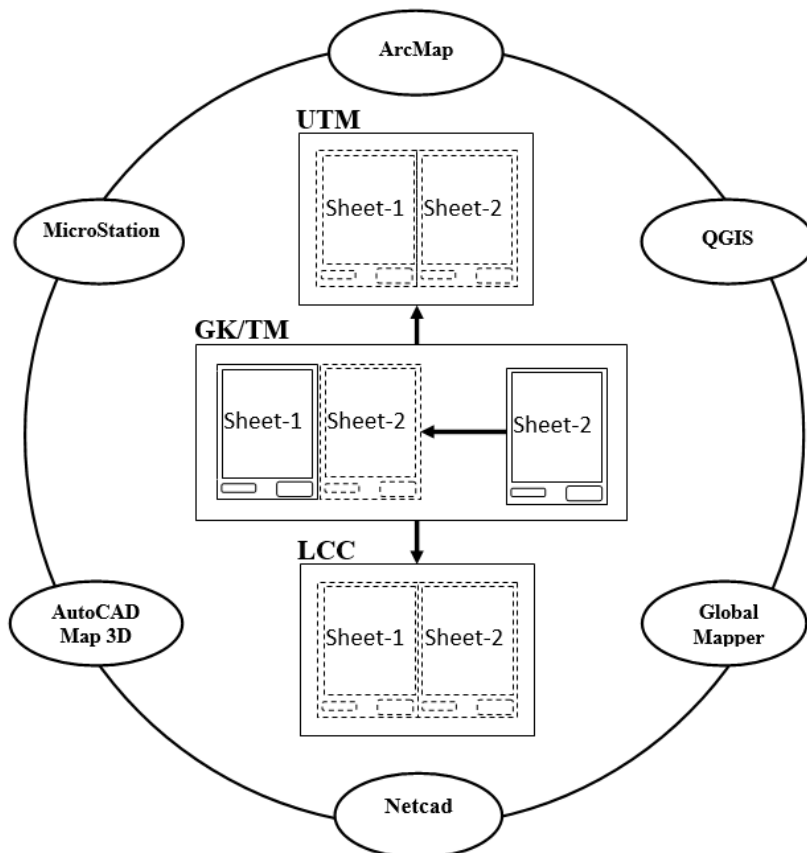 ArcMap
UTM
Sheet-1
Sheet-2
MicroStation
QGIS
GK/TM
Sheet-1
Sheet-2
Sheet-2
LCC
Sheet-1
Sheet-2
AutoCAD
Map 3D
Global
Mapper
Netcad